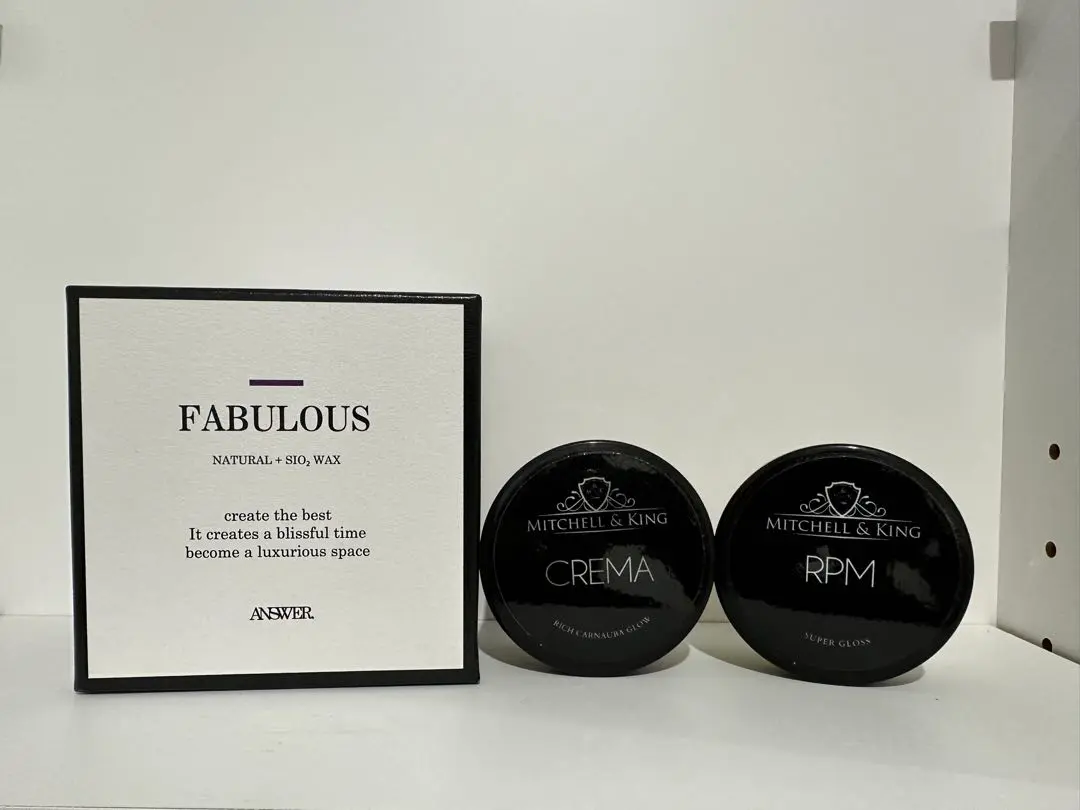 FABULOUS
NATURAL + SIO₂ WAX
create the best
It creates a blissful time
become a luxurious space
ANSWER.
MITCHELL & KING
CREMA
RICH CARNAUBA GLOW
MITCHELL & KING
RPM
SUPER GLOSS